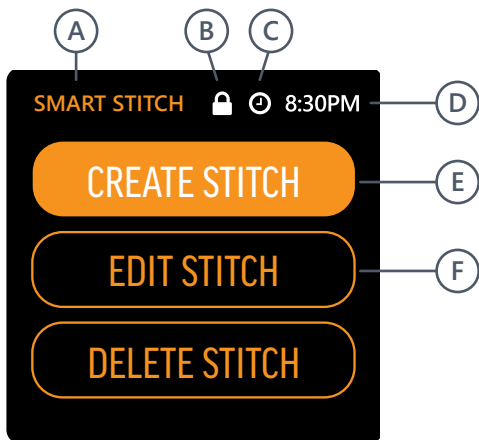 A B C
SMART STITCH 8:30PM D
CREATE STITCH E
EDIT STITCH F
DELETE STITCH